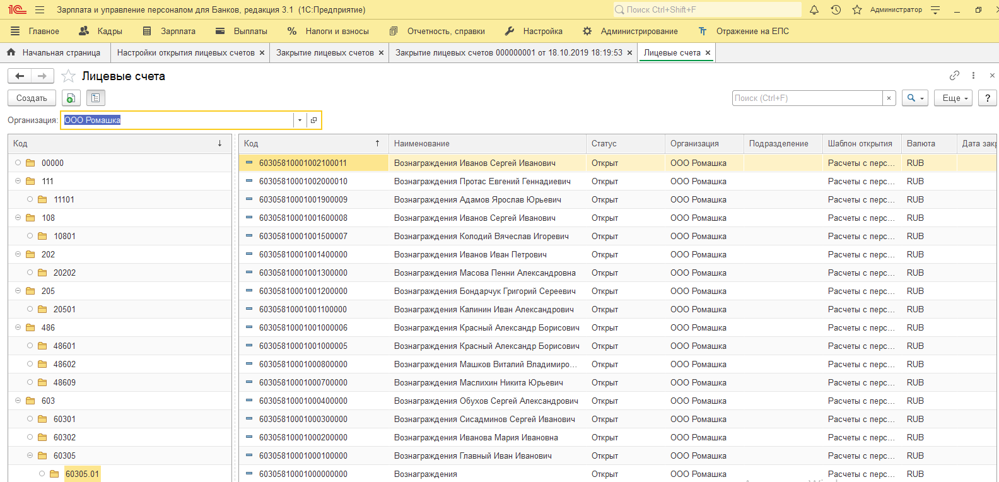 1С Зарплата и управление персоналом для Банков, редакция 3.1 (1С:Предприятие) Поиск Ctrl+Shift+F Администратор
Главное Кадры Зарплата Выплаты % Налоги и взносы Отчетность, справки Настройка Администрирование Тт Отражение на ЕПС
Начальная страница Настройки открытия лицевых счетов × Закрытие лицевых счетов × Закрытие лицевых счетов 000000001 от 18.10.2019 18:19:53 × Лицевые счета ×
Лицевые счета
Создать Поиск (Ctrl+F) × Еще ?
Организация: ООО Ромашка
Код ↓ Код ↑ Наименование Статус Организация Подразделение Шаблон открытия Валюта Дата зак
00000 60305810001002100011 Вознаграждения Иванов Сергей Иванович Открыт ООО Ромашка Расчеты с перс... RUB
111 60305810001002000010 Вознаграждения Протас Евгений Геннадиевич Открыт ООО Ромашка Расчеты с перс... RUB
11101 60305810001001900009 Вознаграждения Адамов Ярослав Юрьевич Открыт ООО Ромашка Расчеты с перс... RUB
108 60305810001001600008 Вознаграждения Иванов Сергей Иванович Открыт ООО Ромашка Расчеты с перс... RUB
10801 60305810001001500007 Вознаграждения Колодий Вячеслав Игоревич Открыт ООО Ромашка Расчеты с перс... RUB
202 60305810001001400000 Вознаграждения Иванов Иван Петрович Открыт ООО Ромашка Расчеты с перс... RUB
20202 60305810001001300000 Вознаграждения Масова Пенни Александровна Открыт ООО Ромашка Расчеты с перс... RUB
205 60305810001001200000 Вознаграждения Бондарчук Григорий Сереевич Открыт ООО Ромашка Расчеты с перс... RUB
20501 60305810001001100000 Вознаграждения Калинин Иван Александрович Открыт ООО Ромашка Расчеты с перс... RUB
486 60305810001001000006 Вознаграждения Красный Александр Борисович Открыт ООО Ромашка Расчеты с перс... RUB
48601 60305810001001000005 Вознаграждения Красный Александр Борисович Открыт ООО Ромашка Расчеты с перс... RUB
48602 60305810001000800000 Вознаграждения Машков Виталий Владимиро... Открыт ООО Ромашка Расчеты с перс... RUB
48609 60305810001000700000 Вознаграждения Маслихин Никита Юрьевич Открыт ООО Ромашка Расчеты с перс... RUB
603 60305810001000400000 Вознаграждения Обухов Сергей Александрович Открыт ООО Ромашка Расчеты с перс... RUB
60301 60305810001000300000 Вознаграждения Сисадминов Сергей Иванович Открыт ООО Ромашка Расчеты с перс... RUB
60302 60305810001000200000 Вознаграждения Иванова Мария Ивановна Открыт ООО Ромашка Расчеты с перс... RUB
60305 60305810001000100000 Вознаграждения Главный Иван Иванович Открыт ООО Ромашка Расчеты с перс... RUB
60305.01 60305810001000000000 Вознаграждения Открыт ООО Ромашка Расчеты с перс... RUB